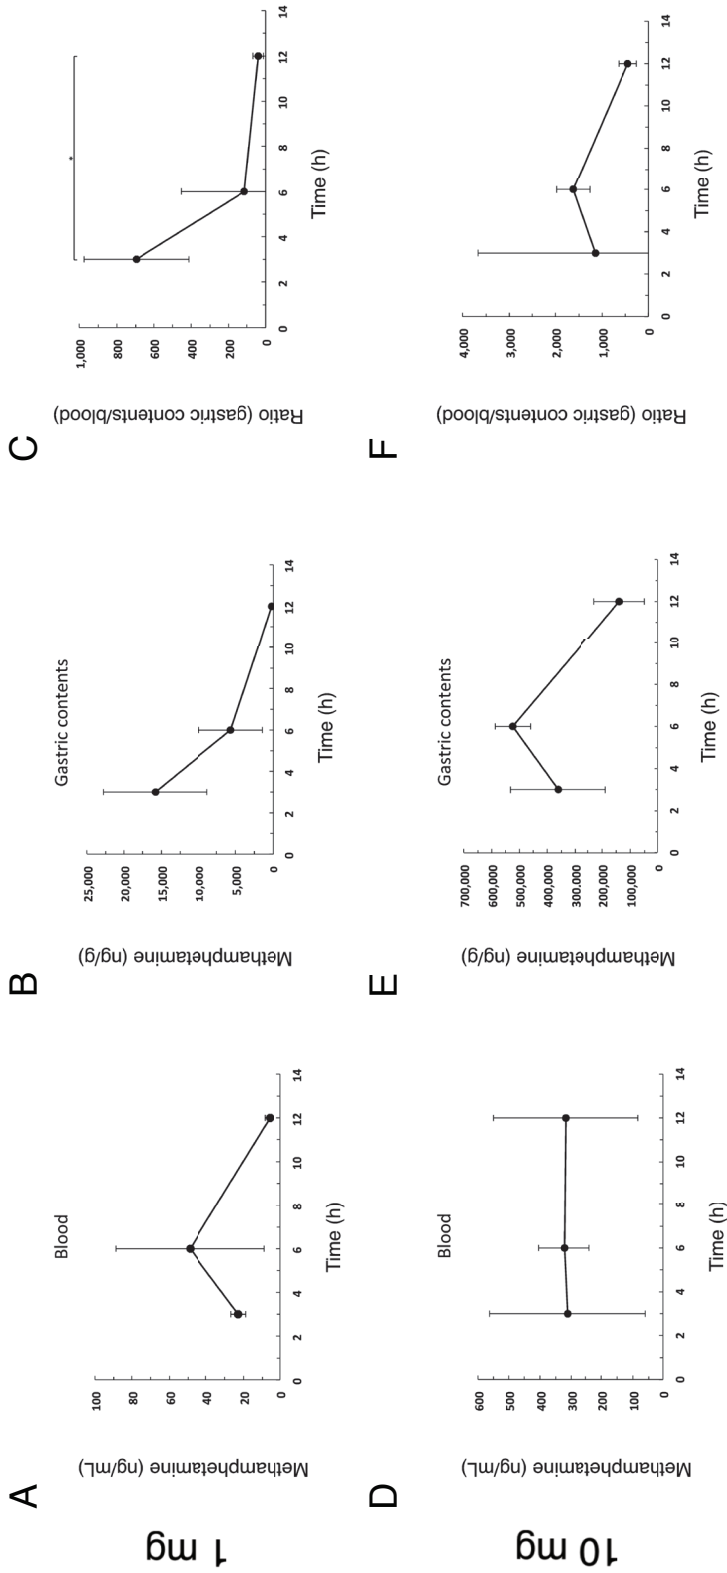 1 mg
A
Blood
Methamphetamine (ng/mL)
100
80
60
40
20
0
0 2 4 6 8 10 12 14
Time (h)
B
Gastric contents
Methamphetamine (ng/g)
25,000
20,000
15,000
10,000
5,000
0
0 2 4 6 8 10 12 14
Time (h)
C
*
Ratio (gastric contents/blood)
1,000
800
600
400
200
0
0 2 4 6 8 10 12 14
Time (h)
10 mg
D
Blood
Methamphetamine (ng/mL)
600
500
400
300
200
100
0
0 2 4 6 8 10 12 14
Time (h)
E
Gastric contents
Methamphetamine (ng/g)
700,000
600,000
500,000
400,000
300,000
200,000
100,000
0
0 2 4 6 8 10 12 14
Time (h)
F
Ratio (gastric contents/blood)
4,000
3,000
2,000
1,000
0
0 2 4 6 8 10 12 14
Time (h)